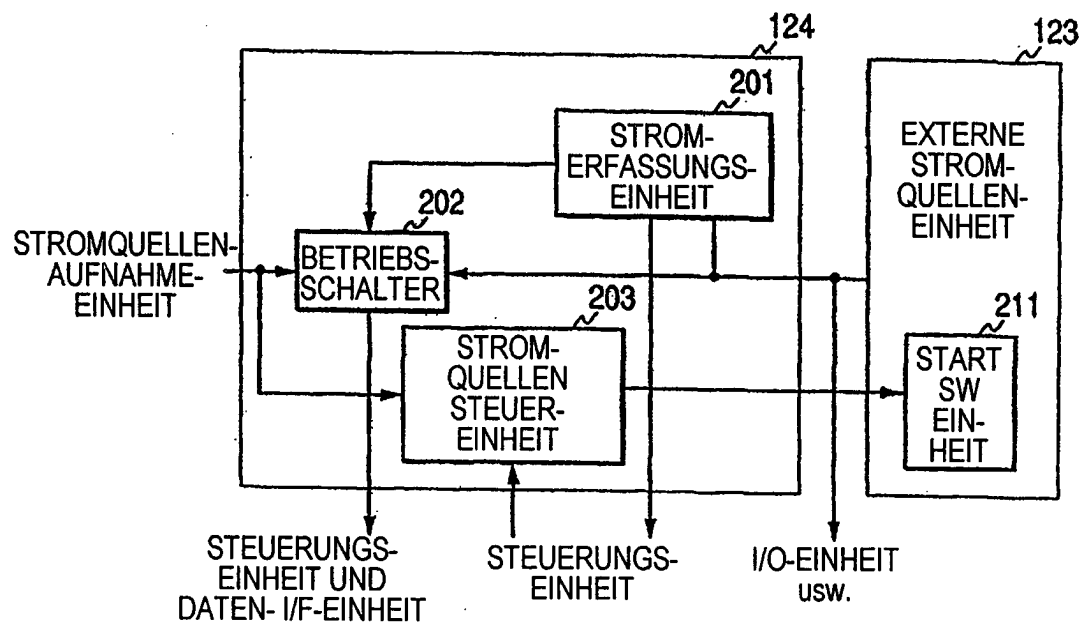 124
123
201
STROM-
ERFASSUNGS-
EINHEIT
EXTERNE
STROM-
QUELLEN-
EINHEIT
202
STROMQUELLEN-
AUFNAHME-
EINHEIT
BETRIEBS-
SCHALTER
203
STROM-
QUELLEN
STEUER-
EINHEIT
211
START
SW
EIN-
HEIT
STEUERUNGS-
EINHEIT UND
DATEN- I/F-EINHEIT
STEUERUNGS-
EINHEIT
I/O-EINHEIT
usw.